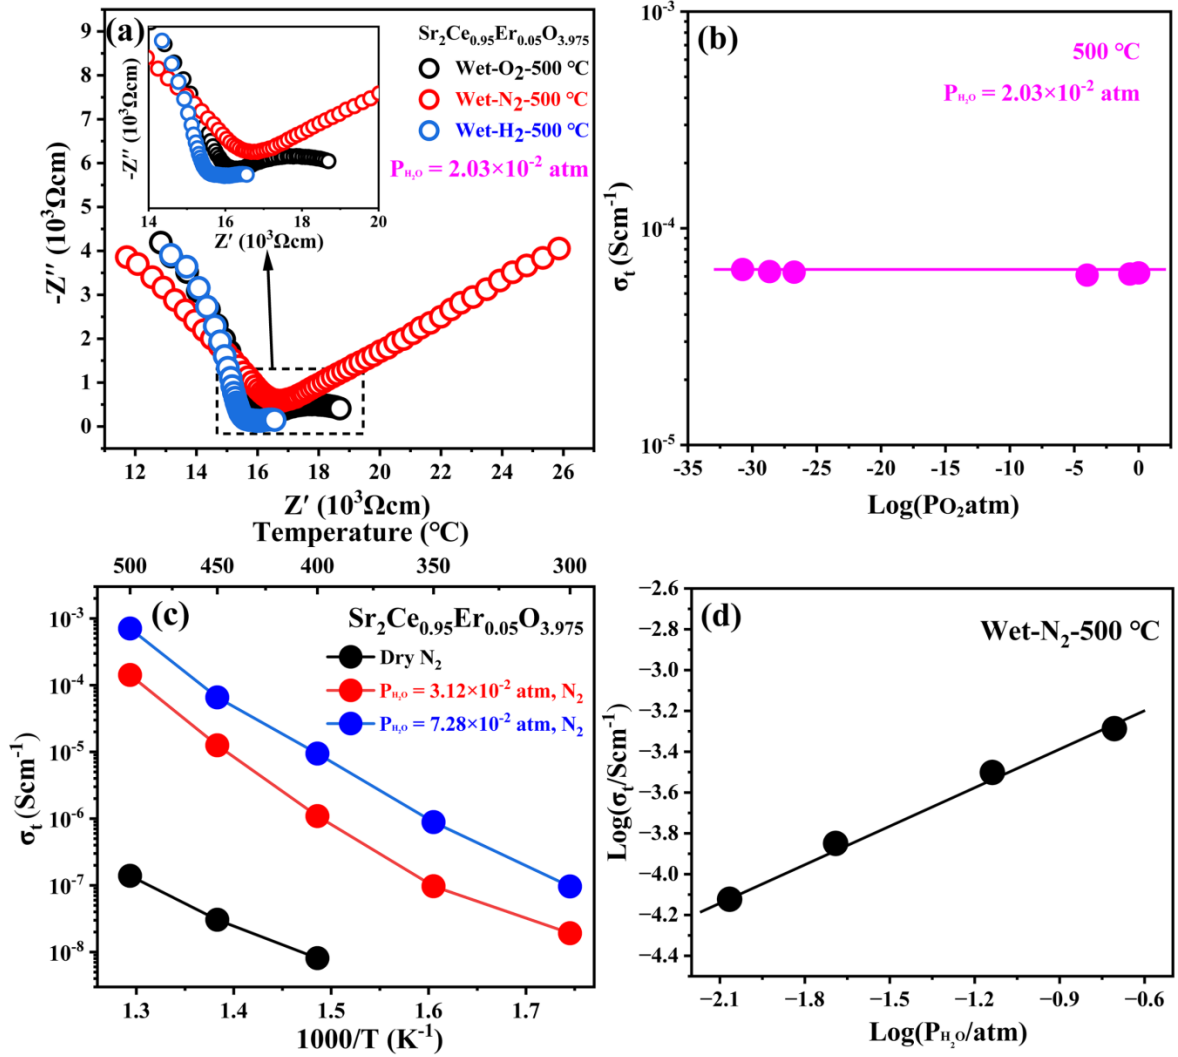 (a)
Sr2Ce0.95Er0.05O3.975
Wet-O2-500 °C
Wet-N2-500 °C
Wet-H2-500 °C
PH2O = 2.03×10-2 atm
-Z'' (103Ωcm)
9
8
7
6
5
4
3
2
1
0
12 14 16 18 20 22 24 26
Z' (103Ωcm)
-Z'' (103Ωcm)
14 16 18 20
Z' (103Ωcm)
(b)
500 °C
PH2O = 2.03×10-2 atm
σt (Scm-1)
10-3
10-4
10-5
-35 -30 -25 -20 -15 -10 -5 0
Log(PO2atm)
Temperature (°C)
500 450 400 350 300
(c)
Sr2Ce0.95Er0.05O3.975
Dry N2
PH2O = 3.12×10-2 atm, N2
PH2O = 7.28×10-2 atm, N2
σt (Scm-1)
10-3
10-4
10-5
10-6
10-7
10-8
1.3 1.4 1.5 1.6 1.7
1000/T (K-1)
(d)
Wet-N2-500 °C
Log(σt/Scm-1)
−2.6
−2.8
−3.0
−3.2
−3.4
−3.6
−3.8
−4.0
−4.2
−4.4
−2.1 −1.8 −1.5 −1.2 −0.9 −0.6
Log(PH2O/atm)